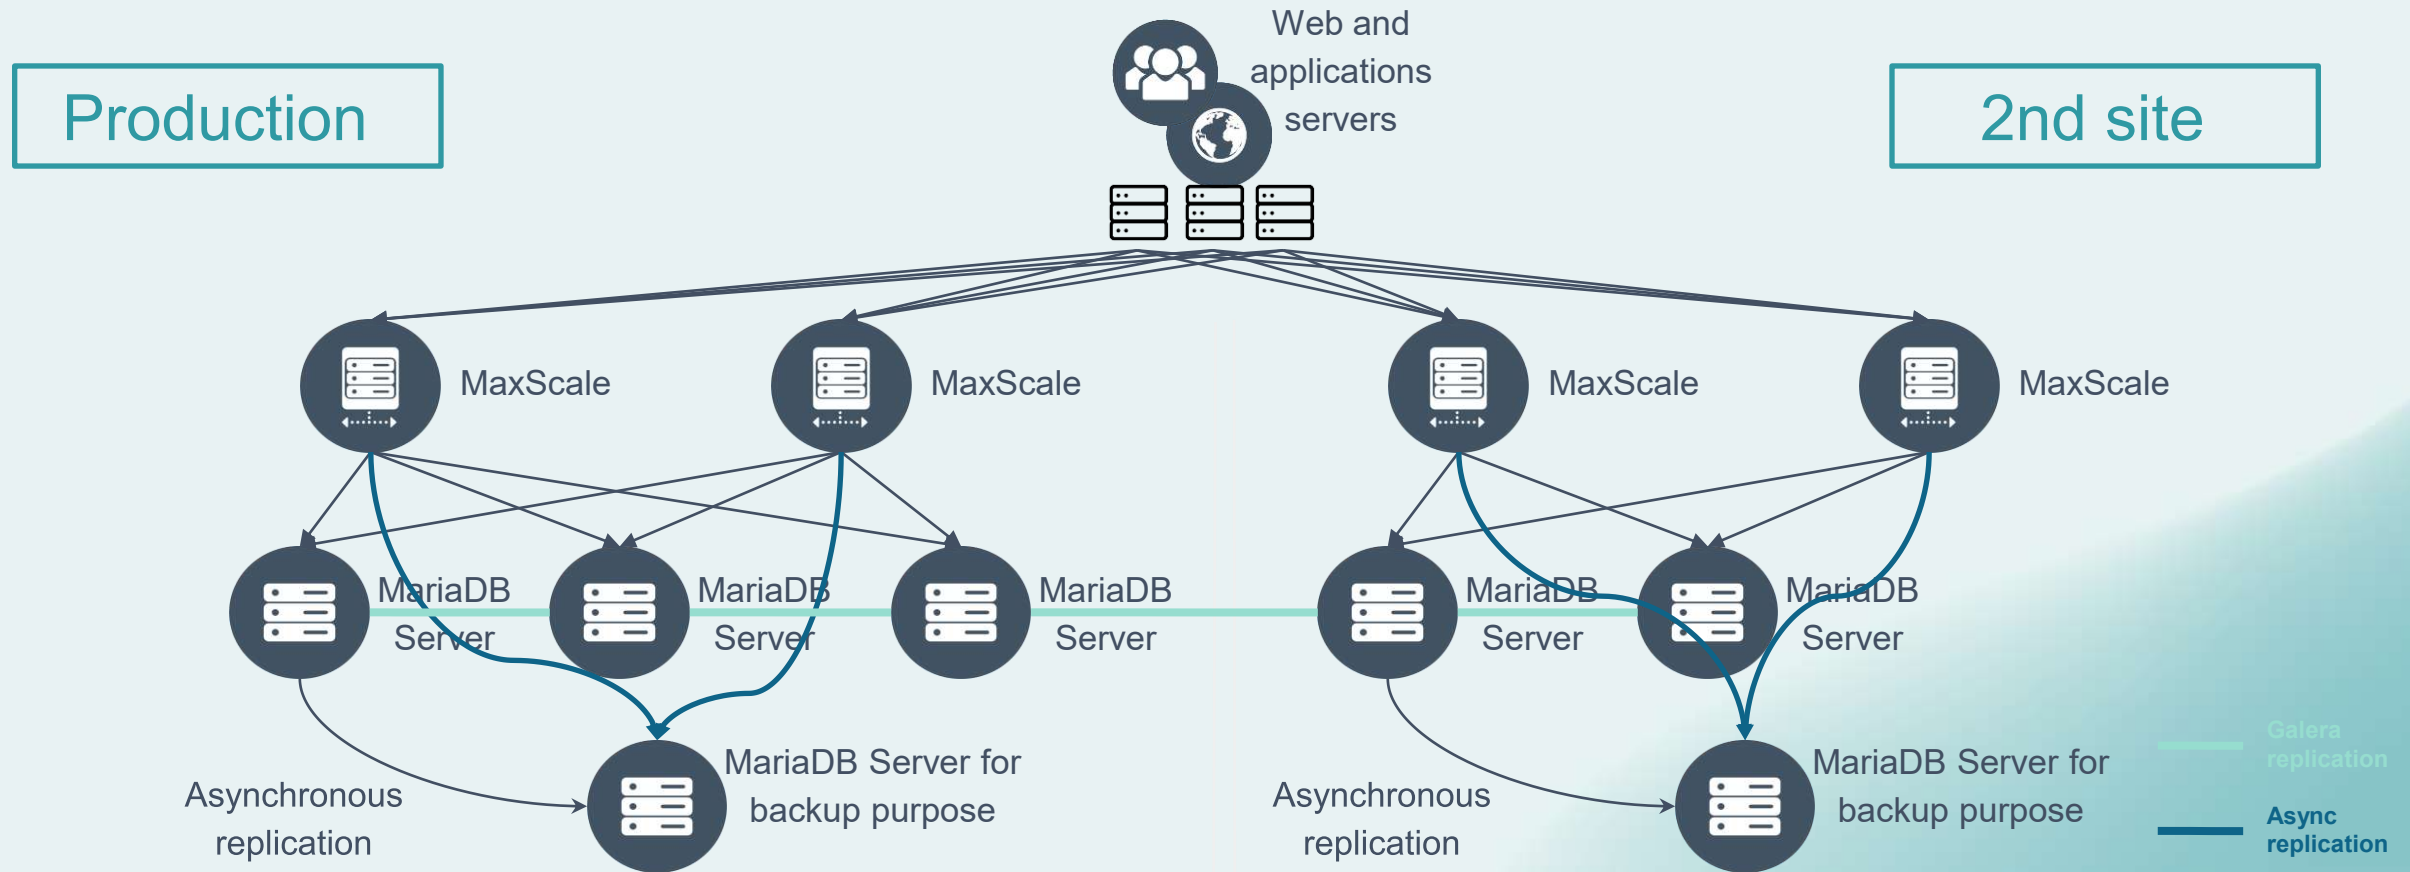 Web and
applications
servers
Production
2nd site
MaxScale
MaxScale
MaxScale
MaxScale
MariaDB
Server
MariaDB
Server
MariaDB
Server
MariaDB
Server
MariaDB
Server
MariaDB Server for
backup purpose
Asynchronous
replication
MariaDB Server for
backup purpose
Asynchronous
replication
Galera
replication
Async
replication